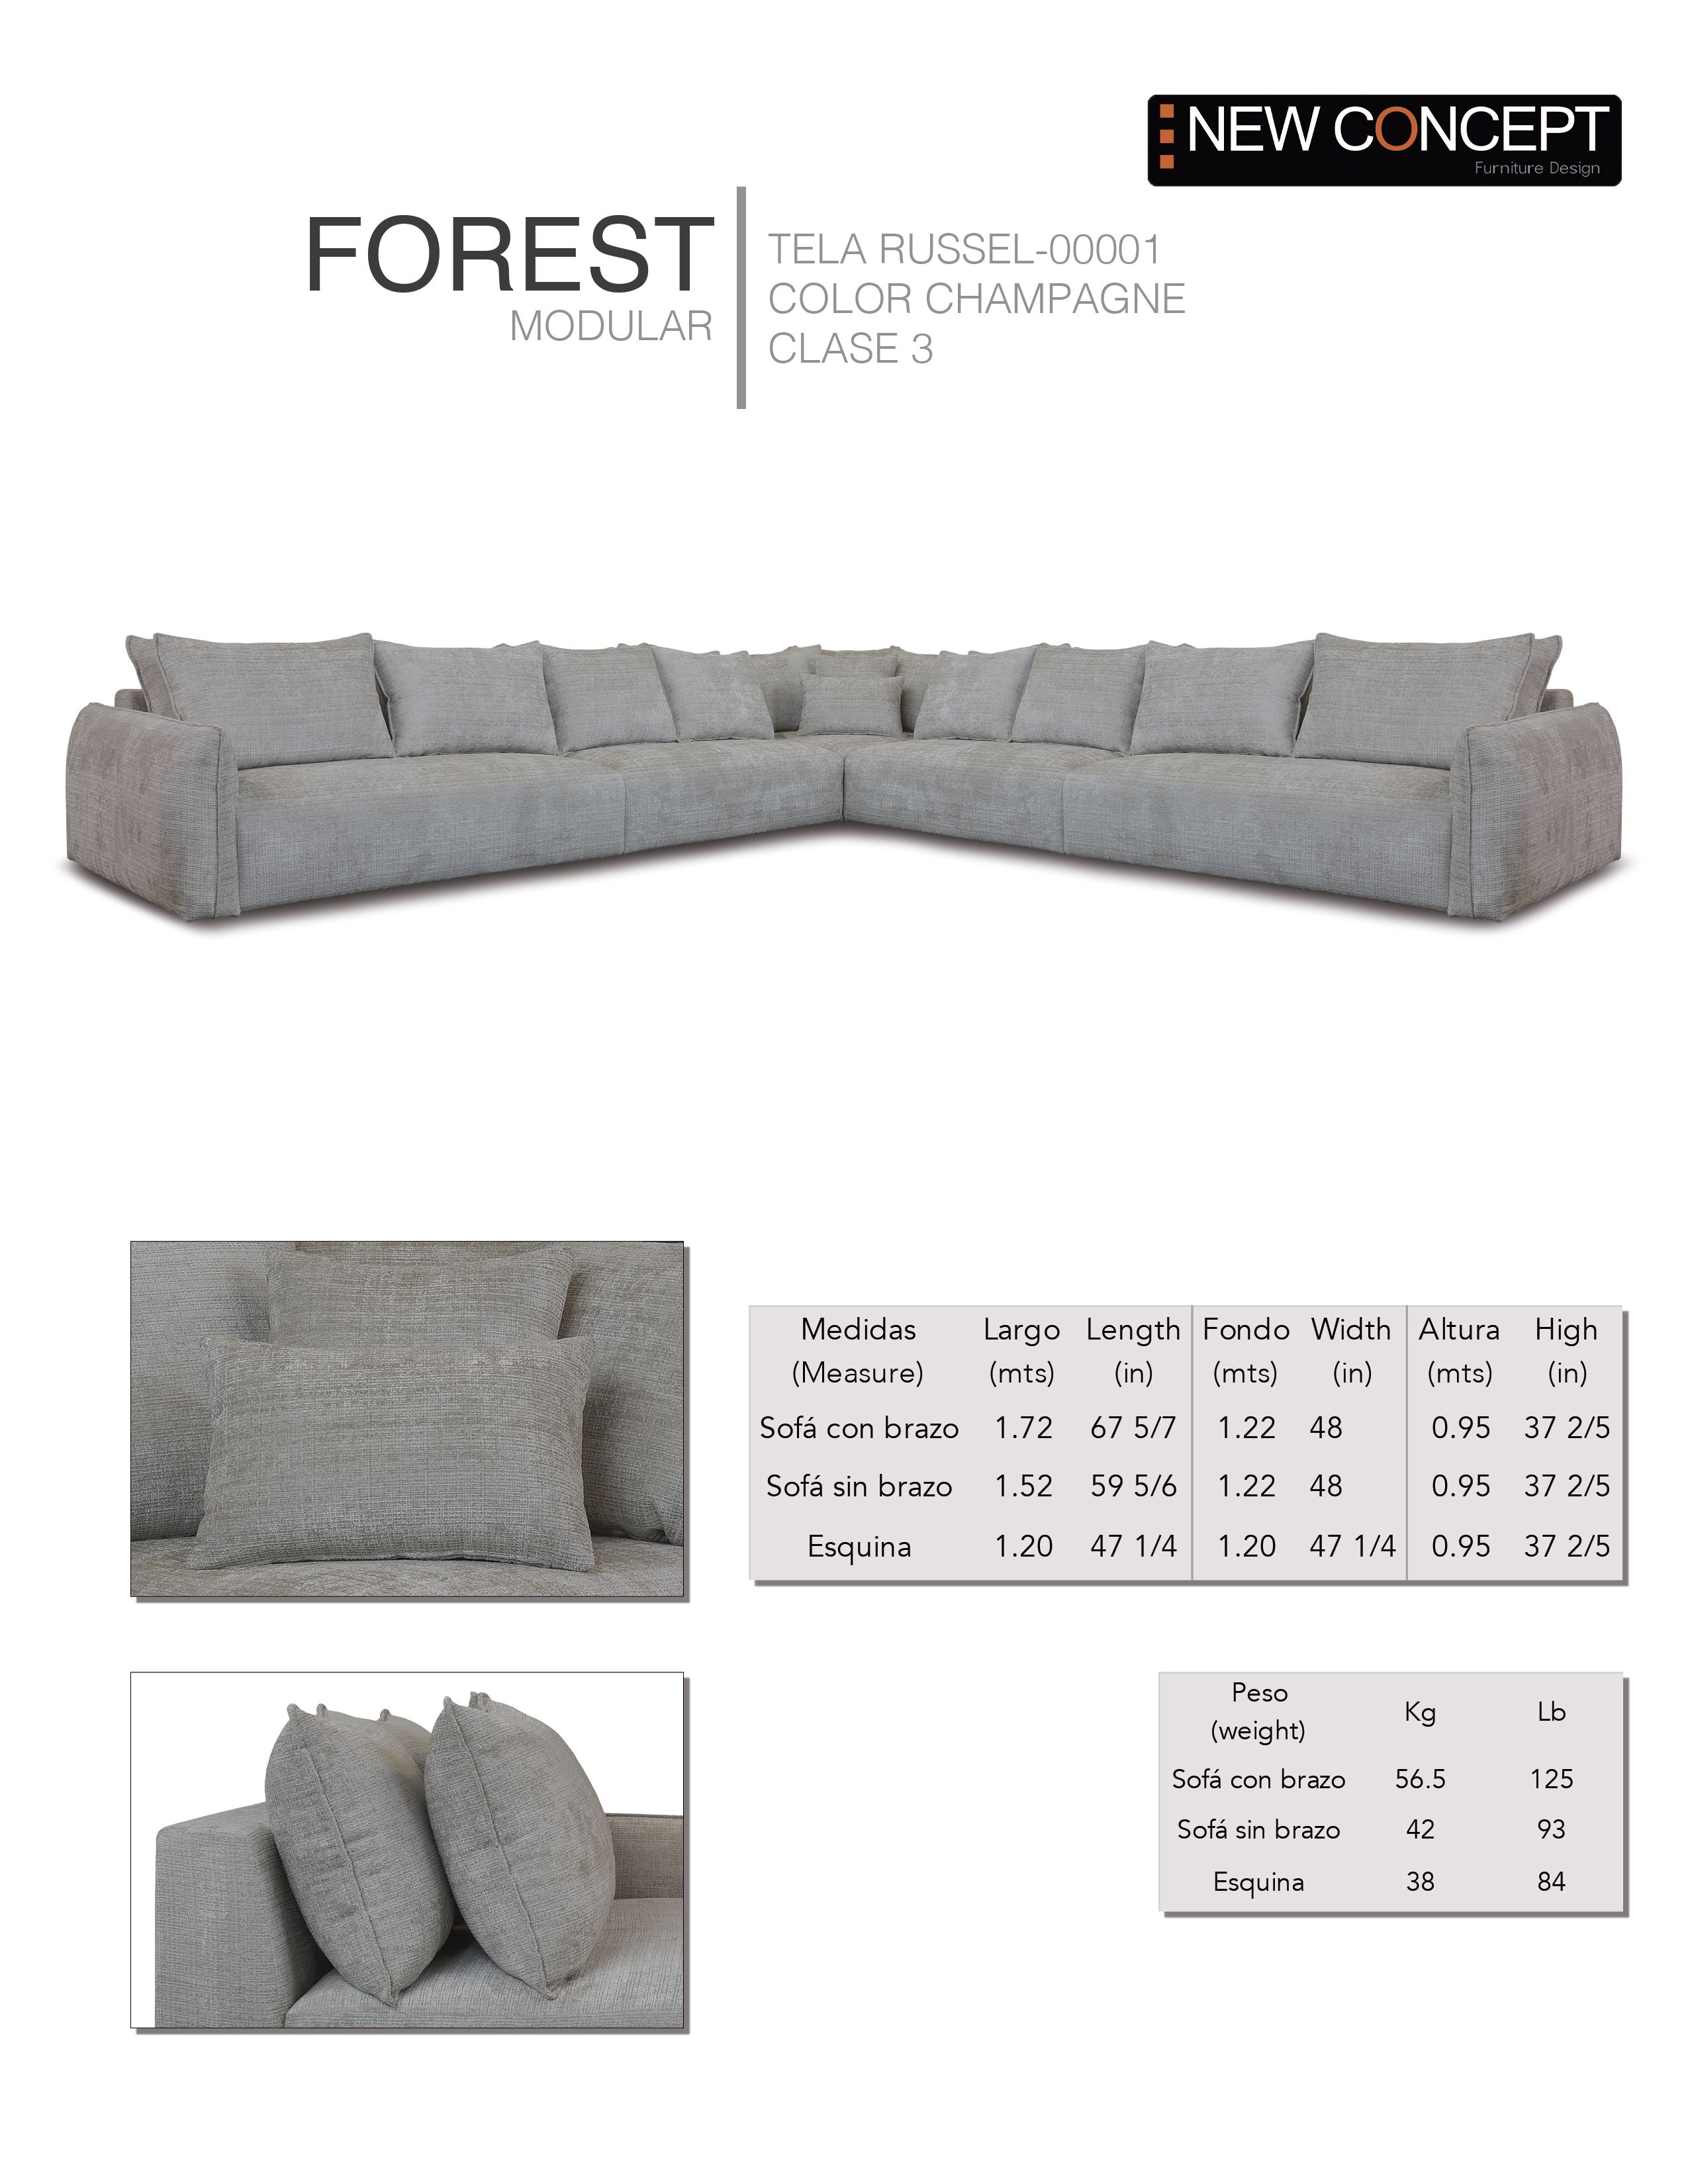 NEW CONCEPT
Furniture Design
FOREST
MODULAR
TELA RUSSEL-00001
COLOR CHAMPAGNE
CLASE 3
Medidas Largo Length Fondo Width Altura High
(Measure) (mts) (in) (mts) (in) (mts) (in)
Sofá con brazo 1.72 67 5/7 1.22 48 0.95 37 2/5
Sofá sin brazo 1.52 59 5/6 1.22 48 0.95 37 2/5
Esquina 1.20 47 1/4 1.20 47 1/4 0.95 37 2/5
Peso
(weight) Kg Lb
Sofá con brazo 56.5 125
Sofá sin brazo 42 93
Esquina 38 84